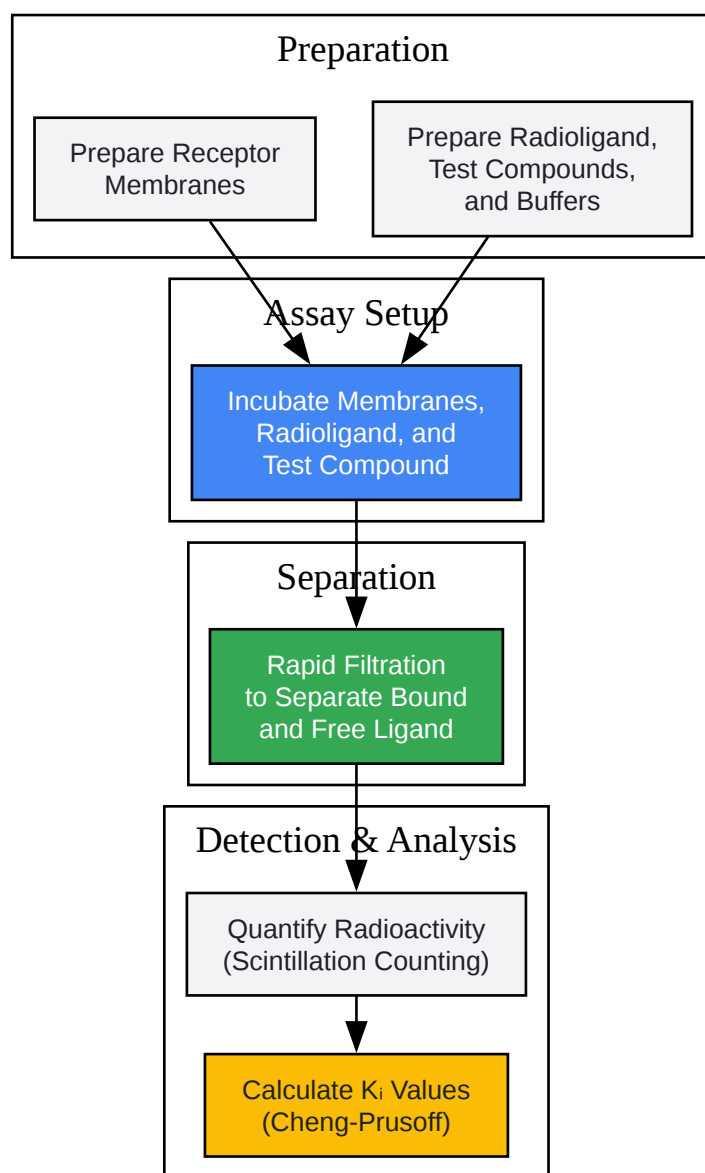 Preparation
Prepare Receptor
Membranes
Prepare Radioligand,
Test Compounds,
and Buffers
Assay Setup
Incubate Membranes,
Radioligand, and
Test Compound
Separation
Rapid Filtration
to Separate Bound
and Free Ligand
Detection & Analysis
Quantify Radioactivity
(Scintillation Counting)
Calculate Kᵢ Values
(Cheng-Prusoff)